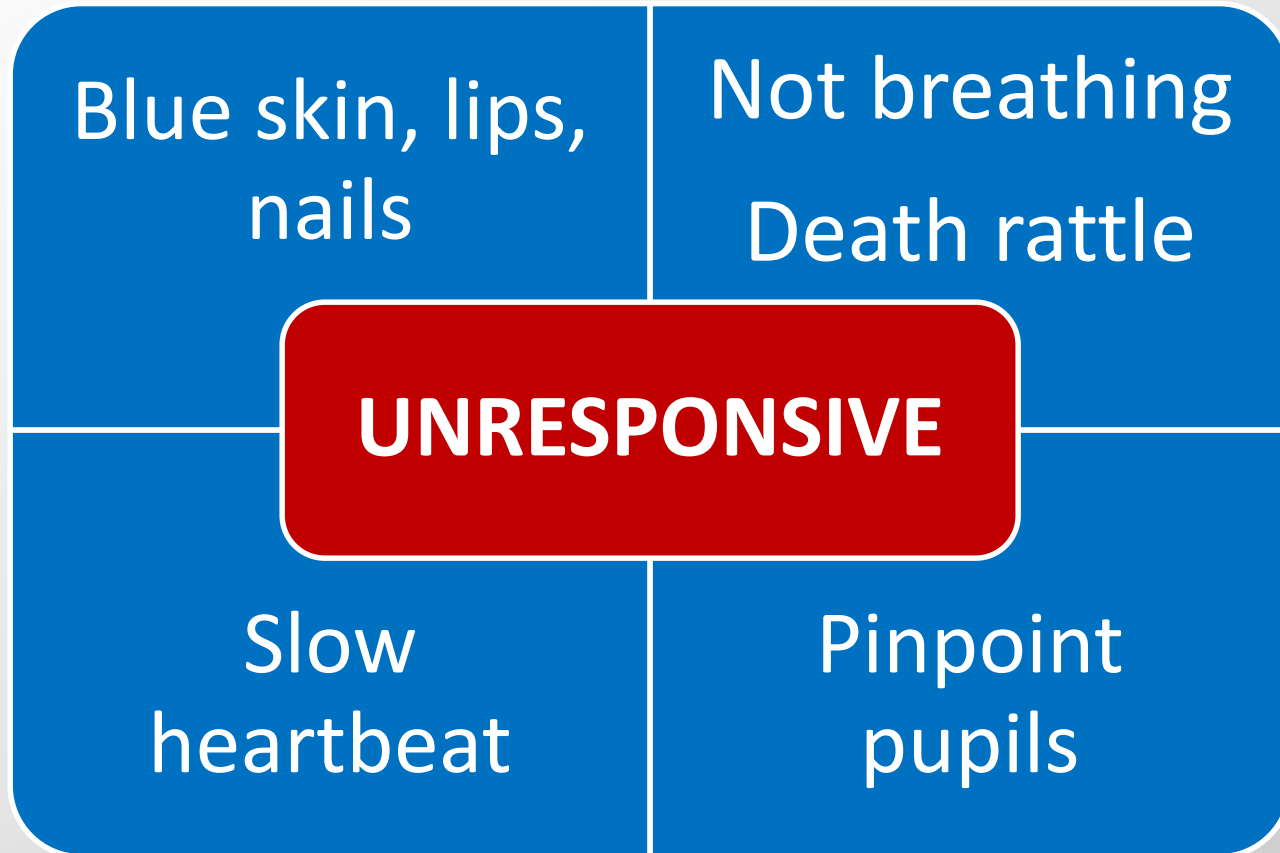 Blue skin, lips,
nails
Not breathing
Death rattle
UNRESPONSIVE
Slow
heartbeat
Pinpoint
pupils